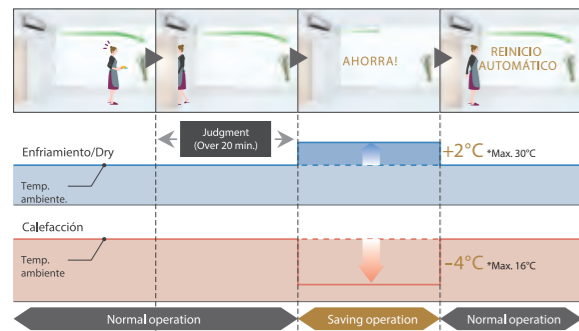 AHORRA!
REINICIO
AUTOMÁTICO
Judgment
(Over 20 min.)
Enfriamiento/Dry
+2°C *Max. 30°C
Temp.
ambiente.
Calefacción
Temp.
ambiente
–4°C *Max. 16°C
Normal operation
Saving operation
Normal operation